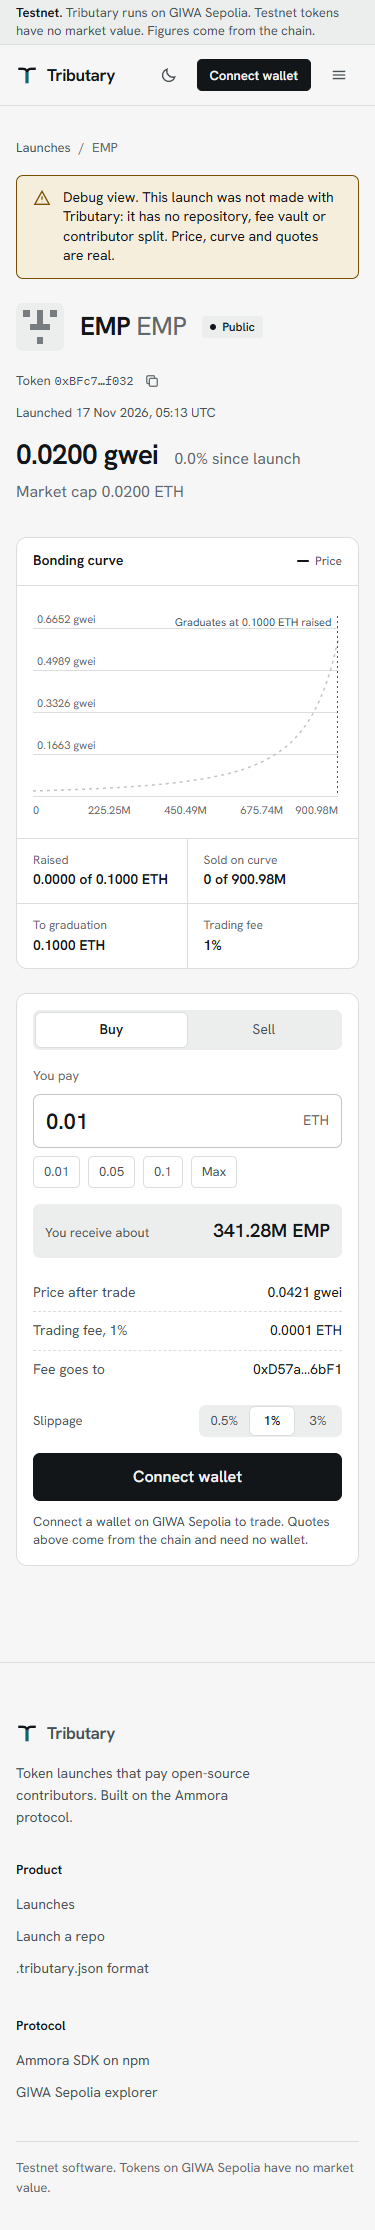 Testnet. Tributary runs on GIWA Sepolia. Testnet tokens
have no market value. Figures come from the chain.
Tributary
Connect wallet
Launches / EMP
Debug view. This launch was not made with
Tributary: it has no repository, fee vault or
contributor split. Price, curve and quotes
are real.
EMP EMP
Public
Token 0xBFc7…f032
Launched 17 Nov 2026, 05:13 UTC
0.0200 gwei 0.0% since launch
Market cap 0.0200 ETH
Bonding curve
Price
0.6652 gwei
Graduates at 0.1000 ETH raised
0.4989 gwei
0.3326 gwei
0.1663 gwei
0 225.25M 450.49M 675.74M 900.98M
Raised
0.0000 of 0.1000 ETH
Sold on curve
0 of 900.98M
To graduation
0.1000 ETH
Trading fee
1%
Buy Sell
You pay
0.01 ETH
0.01 0.05 0.1 Max
You receive about 341.28M EMP
Price after trade 0.0421 gwei
Trading fee, 1% 0.0001 ETH
Fee goes to 0xD57a…6bF1
Slippage 0.5% 1% 3%
Connect wallet
Connect a wallet on GIWA Sepolia to trade. Quotes
above come from the chain and need no wallet.
Tributary
Token launches that pay open-source
contributors. Built on the Ammora
protocol.
Product
Launches
Launch a repo
.tributary.json format
Protocol
Ammora SDK on npm
GIWA Sepolia explorer
Testnet software. Tokens on GIWA Sepolia have no market
value.